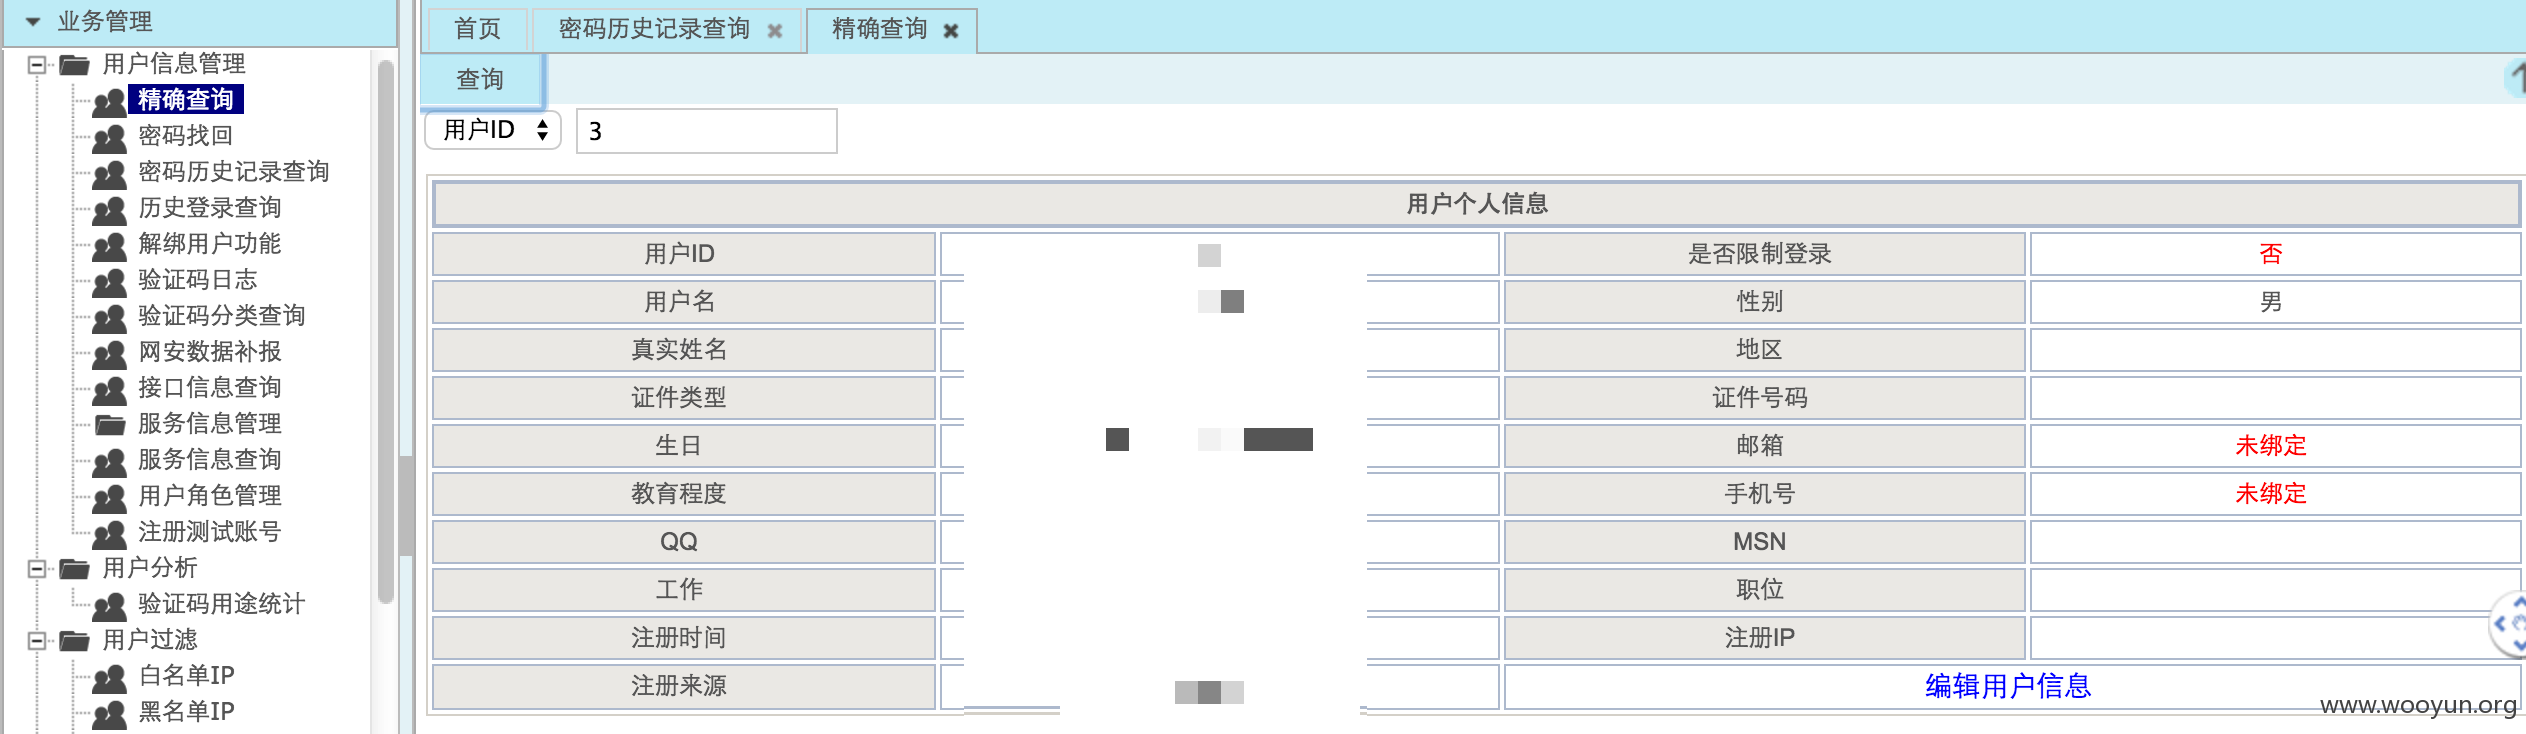 业务管理
用户信息管理
精确查询
密码找回
密码历史记录查询
历史登录查询
解绑用户功能
验证码日志
验证码分类查询
网安数据补报
接口信息查询
服务信息管理
服务信息查询
用户角色管理
注册测试账号
用户分析
验证码用途统计
用户过滤
白名单IP
黑名单IP
首页 密码历史记录查询 精确查询
查询
用户ID 3
用户个人信息
用户ID 是否限制登录 否
用户名 性别 男
真实姓名 地区
证件类型 证件号码
生日 邮箱 未绑定
教育程度 手机号 未绑定
QQ MSN
工作 职位
注册时间 注册IP
注册来源 编辑用户信息
www.wooyun.org